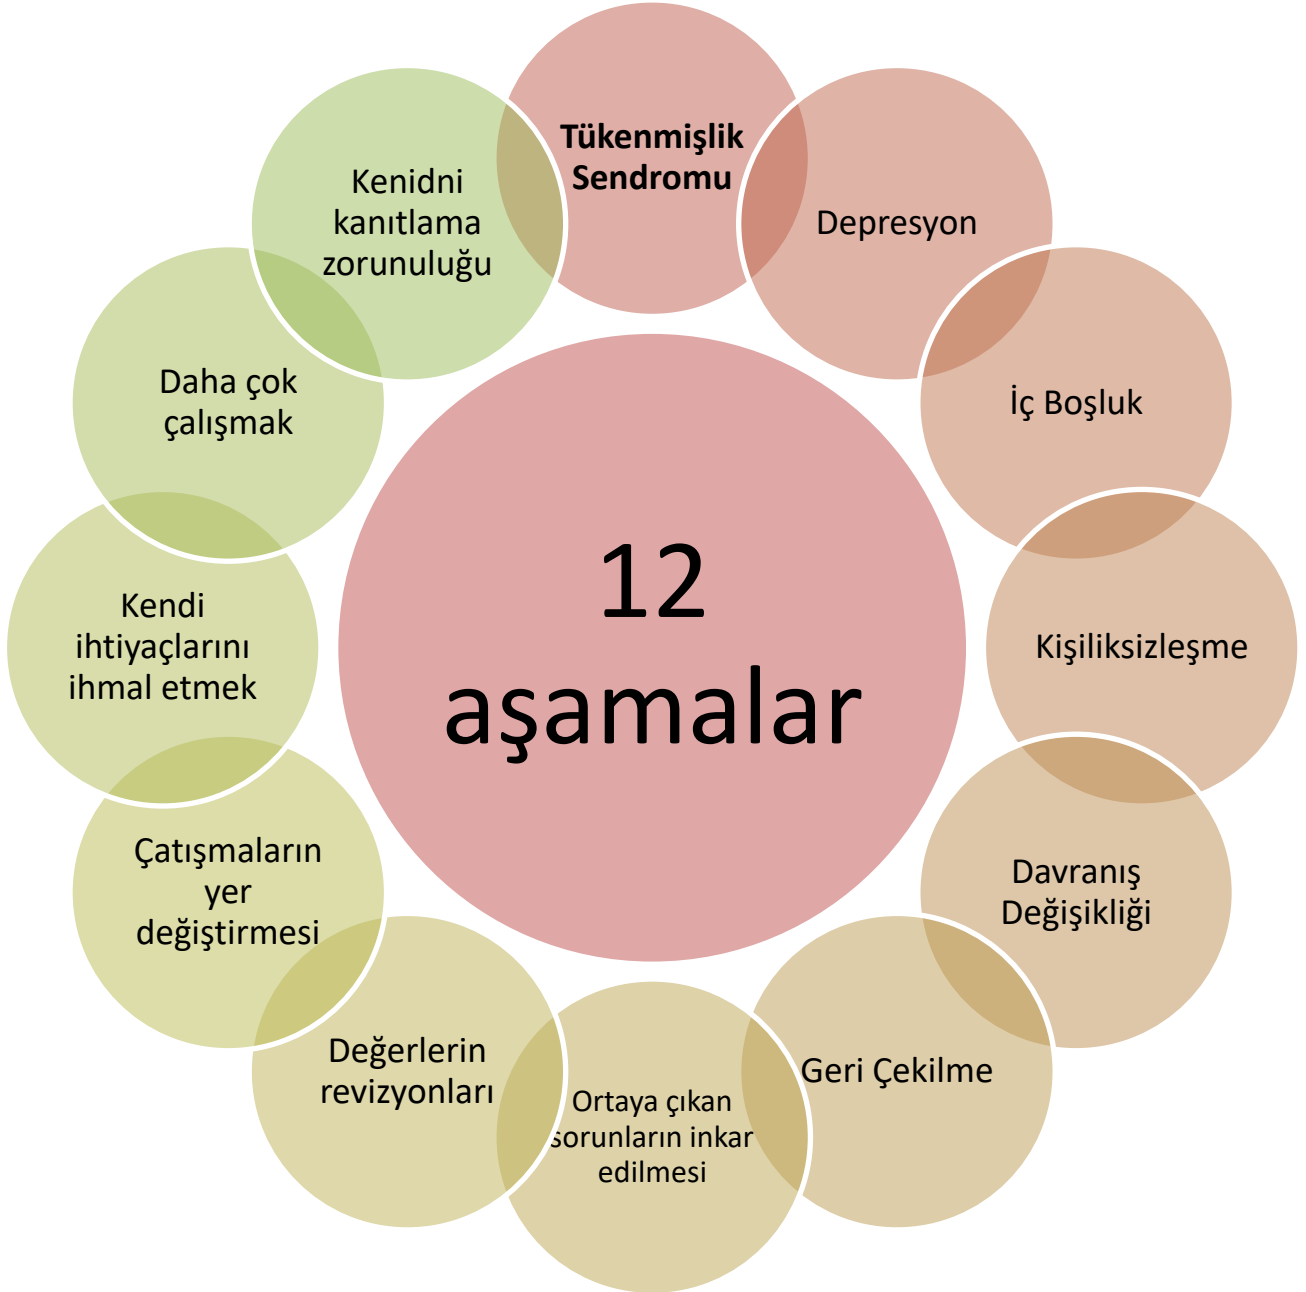 Tükenmişlik
Sendromu
Depresyon
İç Boşluk
Kişiliksizleşme
Davranış
Değişikliği
Geri Çekilme
Ortaya çıkan
sorunların inkar
edilmesi
Değerlerin
revizyonları
Çatışmaların
yer
değiştirmesi
Kendi
ihtiyaçlarını
ihmal etmek
Daha çok
çalışmak
Kenidni
kanıtlama
zorunuluğu
12
aşamalar